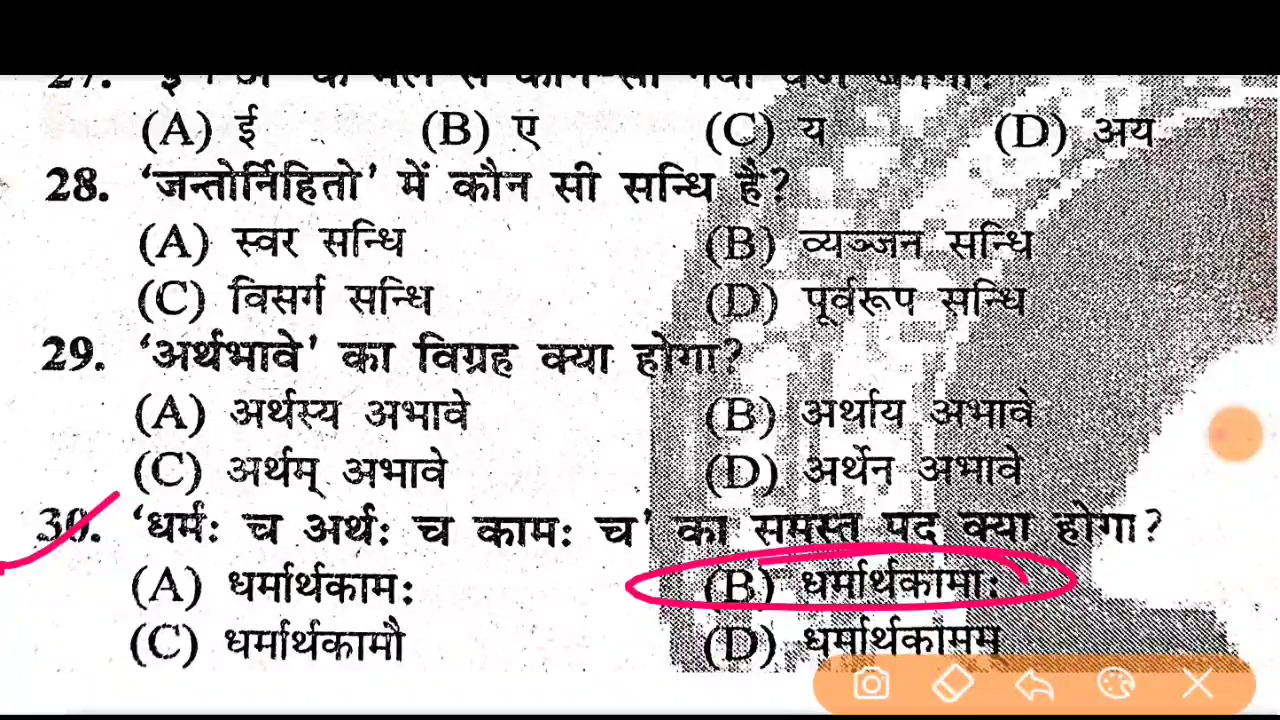 (A) ई (B) ए (C) य (D) अय
28. ‘जन्तोर्निहितो’ में कौन सी सन्धि है?
(A) स्वर सन्धि (B) व्यञ्जन सन्धि
(C) विसर्ग सन्धि (D) पूर्वरूप सन्धि
29. ‘अर्थभावे’ का विग्रह क्या होगा?
(A) अर्थस्य अभावे (B) अर्थाय अभावे
(C) अर्थम् अभावे (D) अर्थेन अभावे
30. ‘धर्मः च अर्थः च कामः च’ का समस्त पद क्या होगा?
(A) धर्मार्थकामः (B) धर्मार्थकामाः
(C) धर्मार्थकामौ (D) धर्मार्थकामम्